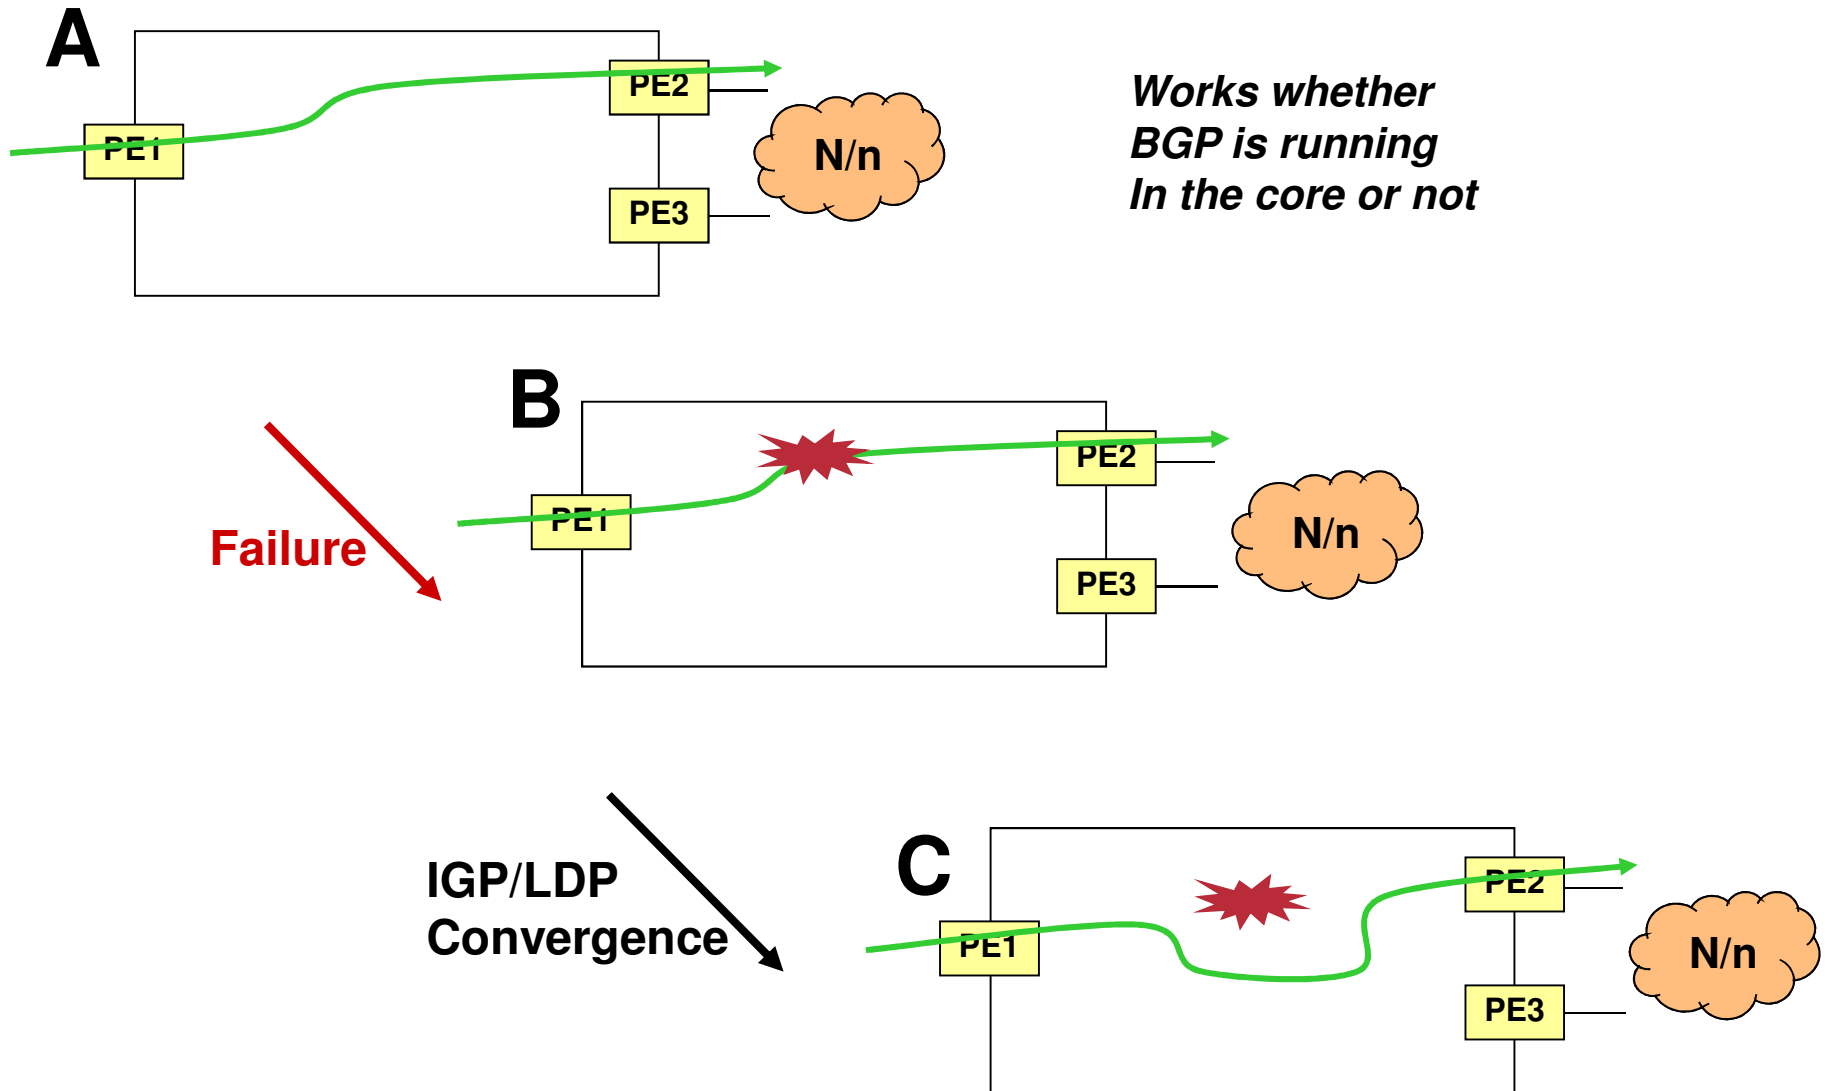 A
PE1
PE2
PE3
N/n
Works whether
BGP is running
In the core or not
Failure
B
PE1
PE2
PE3
N/n
IGP/LDP
Convergence
C
PE1
PE2
PE3
N/n